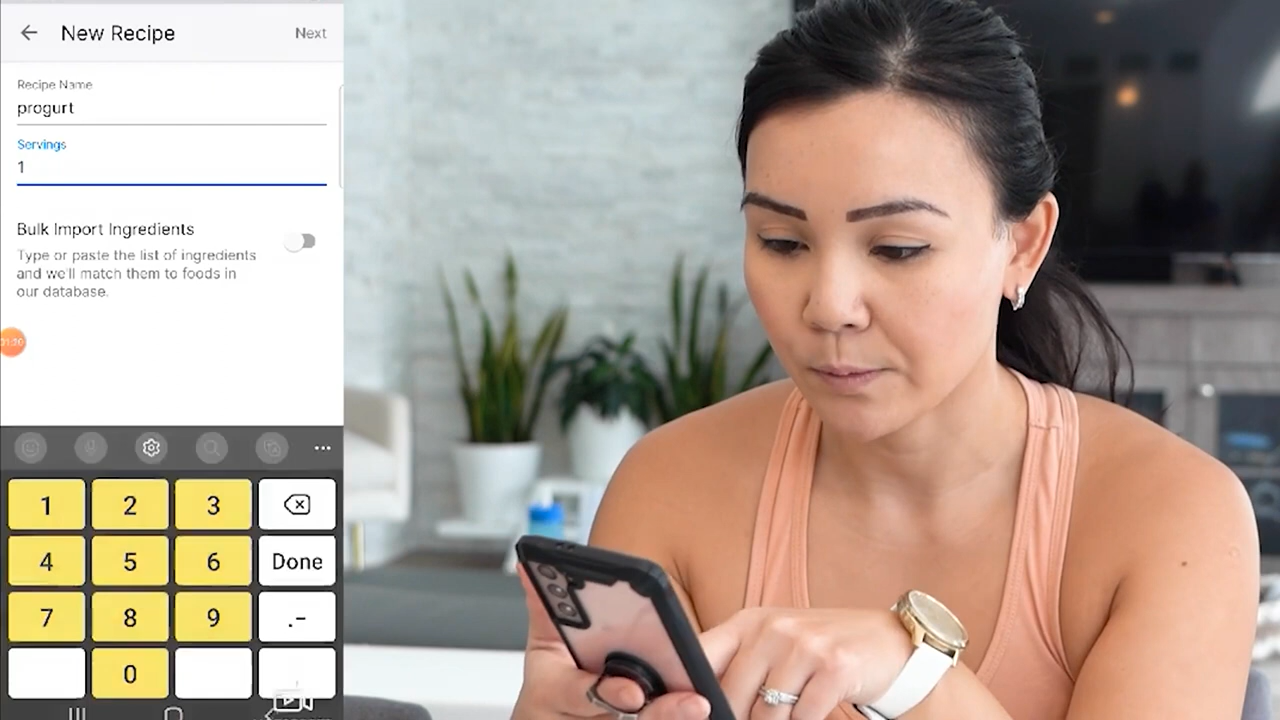 New Recipe Next
Recipe Name
progurt
Servings
1
Bulk Import Ingredients
Type or paste the list of ingredients
and we'll match them to foods in
our database.
1 2 3
4 5 6 Done
7 8 9 .-
0